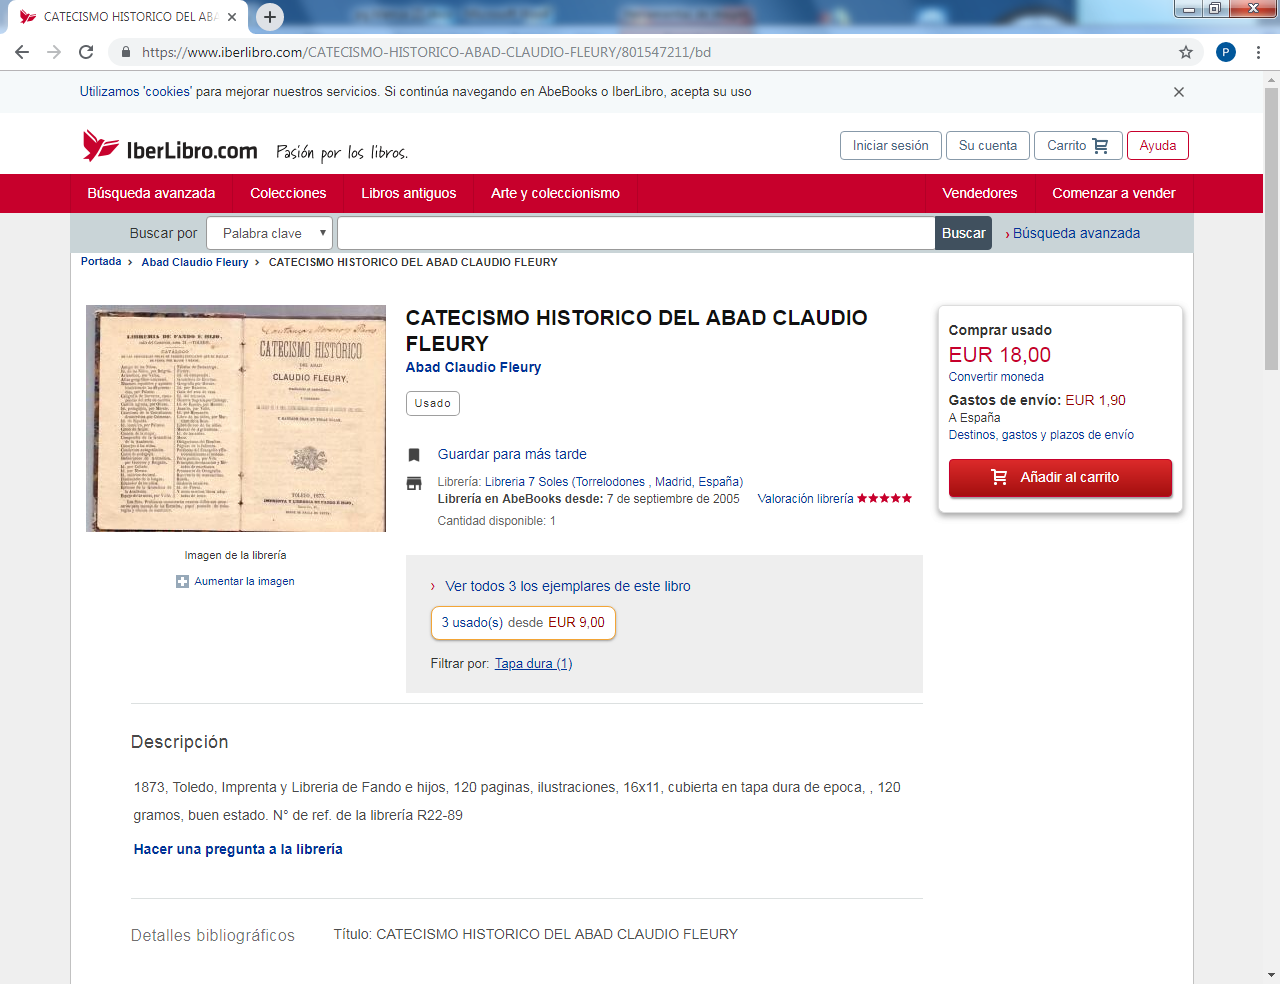 CATECISMO HISTORICO DEL ABA
https://www.iberlibro.com/CATECISMO-HISTORICO-ABAD-CLAUDIO-FLEURY/801547211/bd
P
Utilizamos 'cookies' para mejorar nuestros servicios. Si continúa navegando en AbeBooks o IberLibro, acepta su uso
IberLibro.com Pasión por los libros.
Iniciar sesión Su cuenta Carrito Ayuda
Búsqueda avanzada Colecciones Libros antiguos Arte y coleccionismo Vendedores Comenzar a vender
Buscar por Palabra clave Buscar › Búsqueda avanzada
Portada › Abad Claudio Fleury › CATECISMO HISTORICO DEL ABAD CLAUDIO FLEURY
LIBRERIA DE FANDO E HIJO,
CATALOGO
CATECISMO HISTÓRICO
DEL ABAD
CLAUDIO FLEURY,
TOLEDO, 1873.
Imagen de la librería
Aumentar la imagen
CATECISMO HISTORICO DEL ABAD CLAUDIO
FLEURY
Abad Claudio Fleury
Usado
Guardar para más tarde
Librería: Libreria 7 Soles (Torrelodones , Madrid, España)
Librería en AbeBooks desde: 7 de septiembre de 2005 Valoración librería
Cantidad disponible: 1
› Ver todos 3 los ejemplares de este libro
3 usado(s) desde EUR 9,00
Filtrar por: Tapa dura (1)
Comprar usado
EUR 18,00
Convertir moneda
Gastos de envío: EUR 1,90
A España
Destinos, gastos y plazos de envío
Añadir al carrito
Descripción
1873, Toledo, Imprenta y Libreria de Fando e hijos, 120 paginas, ilustraciones, 16x11, cubierta en tapa dura de epoca, , 120
gramos, buen estado. N° de ref. de la librería R22-89
Hacer una pregunta a la librería
Detalles bibliográficos Título: CATECISMO HISTORICO DEL ABAD CLAUDIO FLEURY